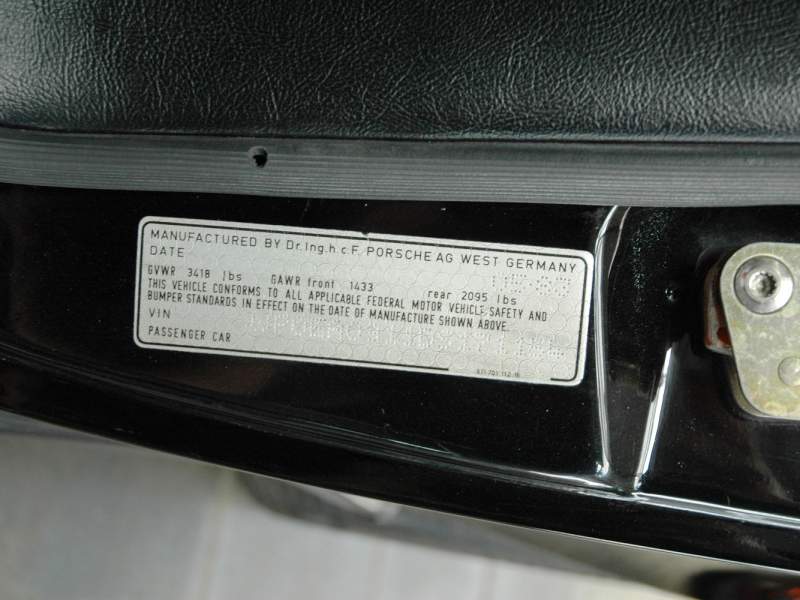 MANUFACTURED BY Dr.Ing.h.c.F. PORSCHE AG WEST GERMANY
DATE
GVWR 3418 lbs GAWR front 1433 rear 2095 lbs
THIS VEHICLE CONFORMS TO ALL APPLICABLE FEDERAL MOTOR VEHICLE SAFETY AND
BUMPER STANDARDS IN EFFECT ON THE DATE OF MANUFACTURE SHOWN ABOVE.
VIN
PASSENGER CAR